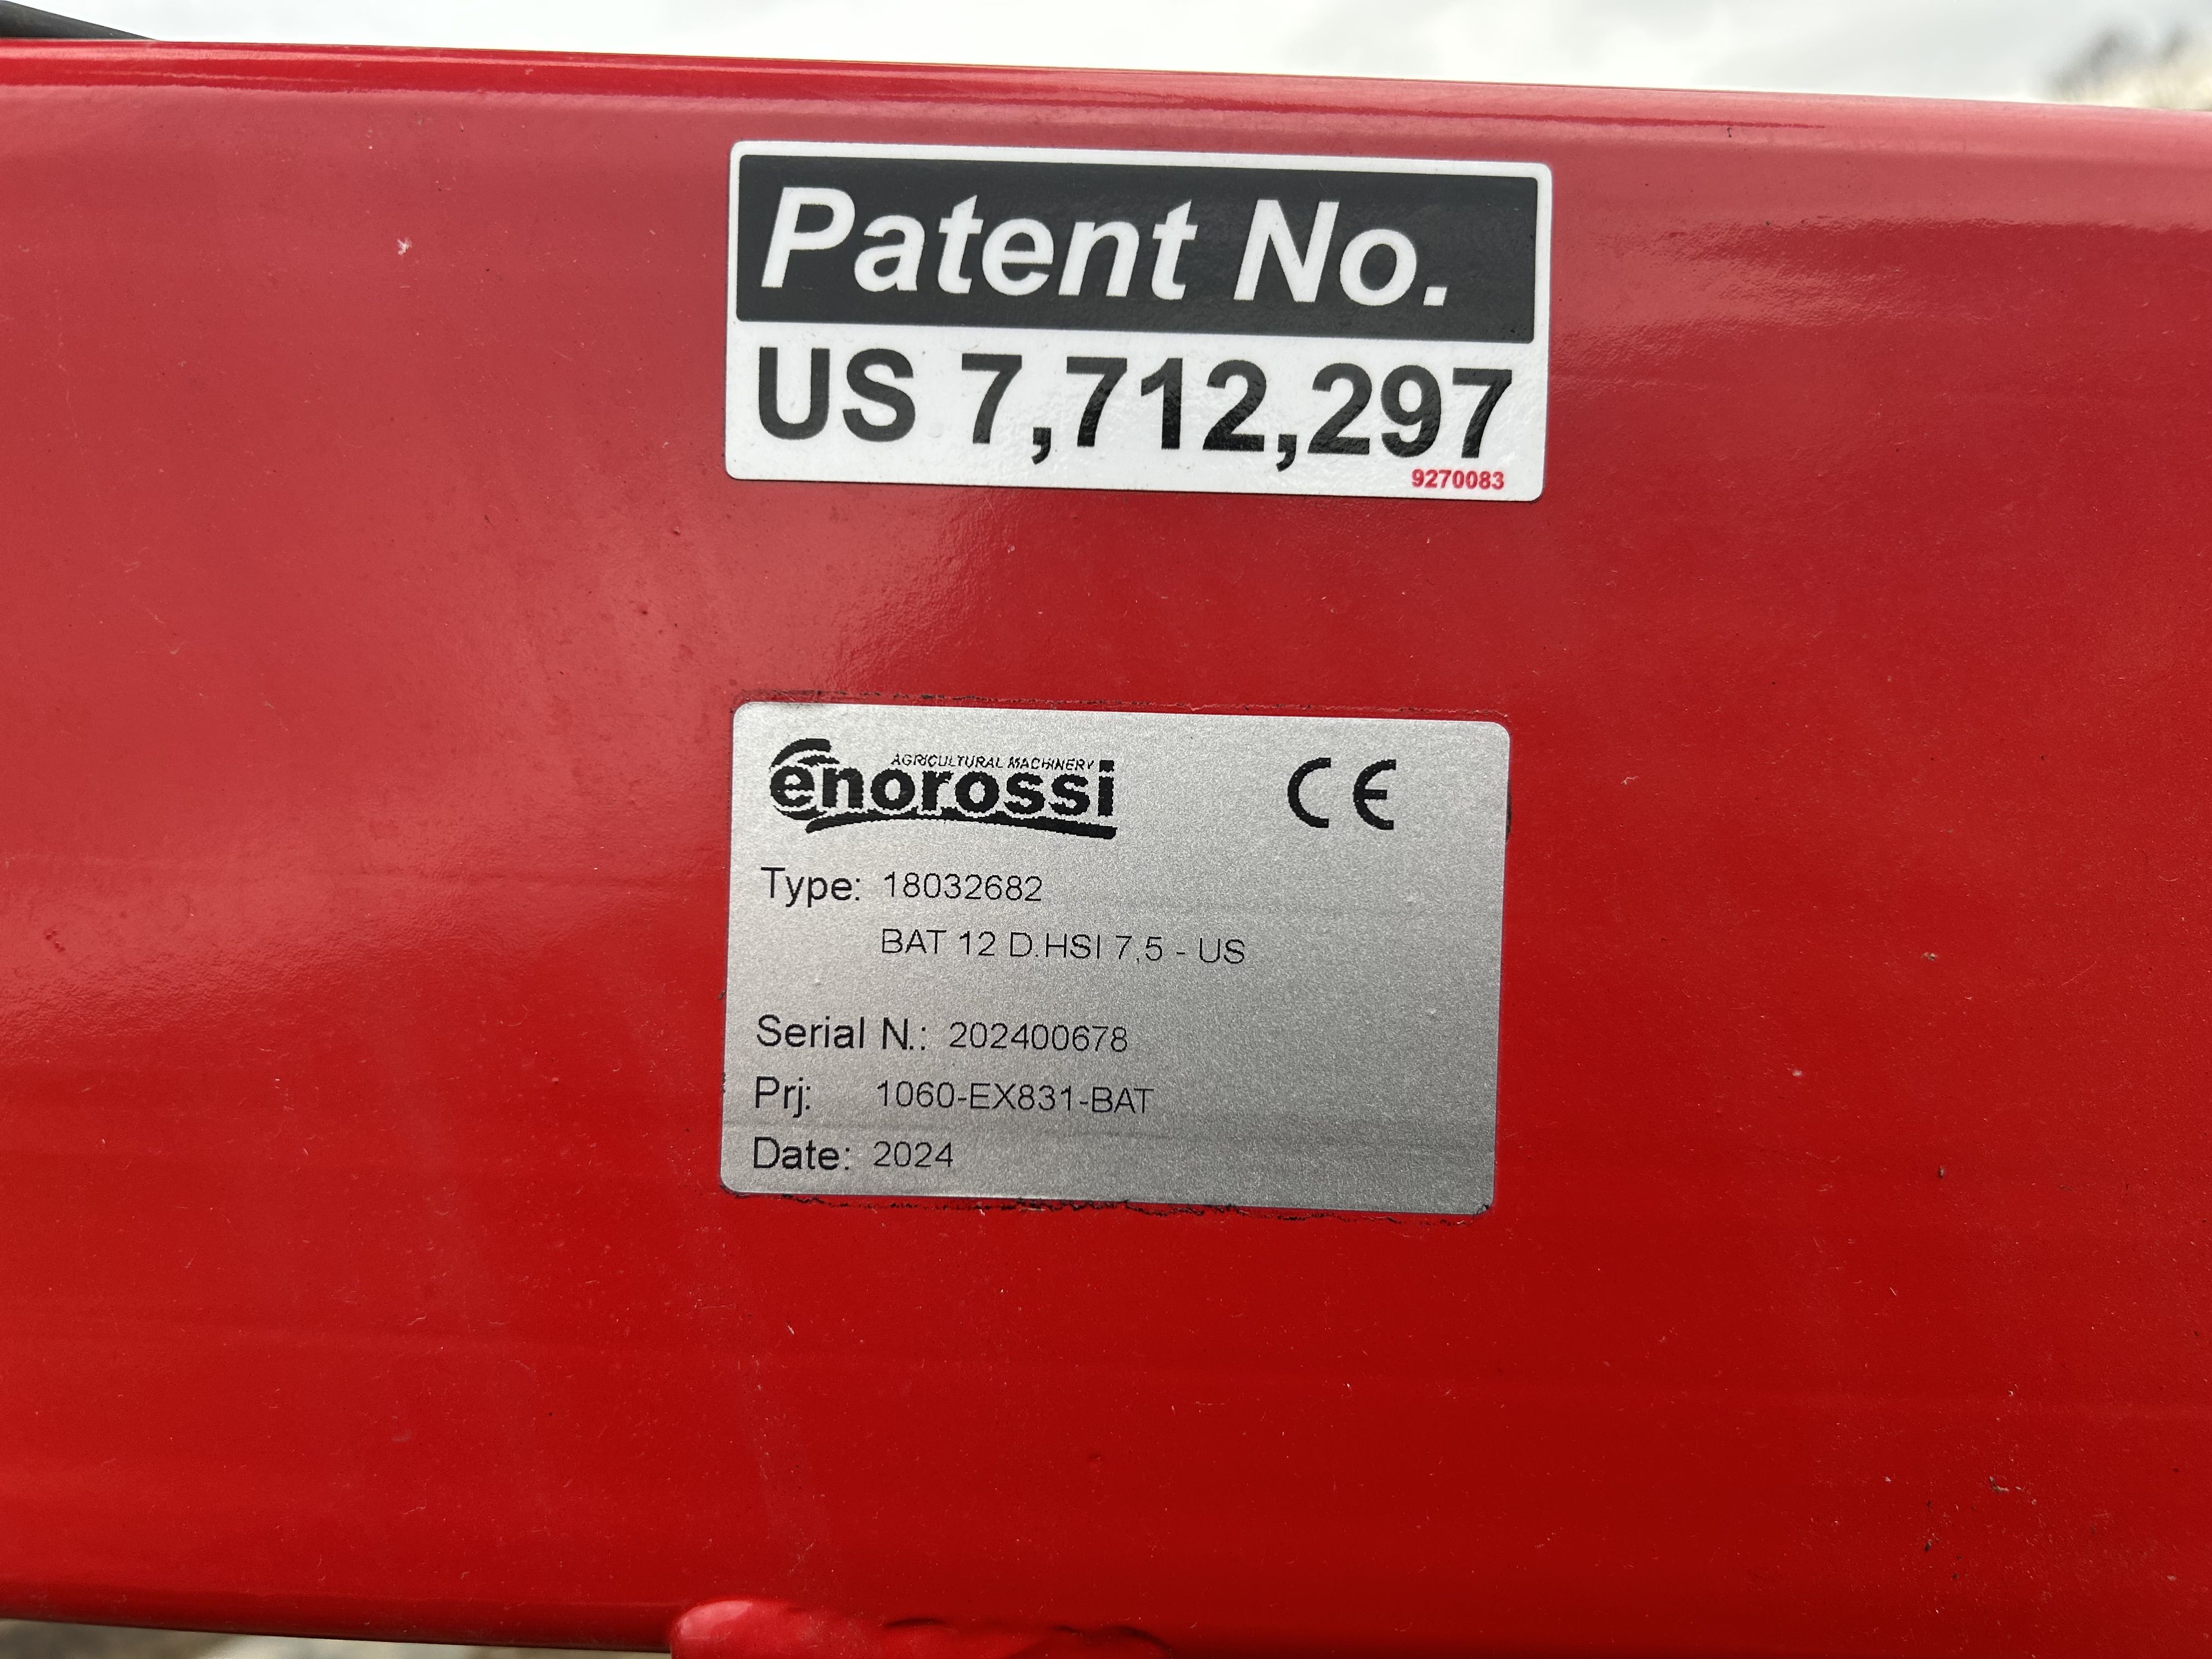 Patent No.
US 7,712,297
9270083
AGRICULTURAL MACHINERY
enorossi CE
Type: 18032682
BAT 12 D.HSI 7,5 - US
Serial N.: 202400678
Prj: 1060-EX831-BAT
Date: 2024